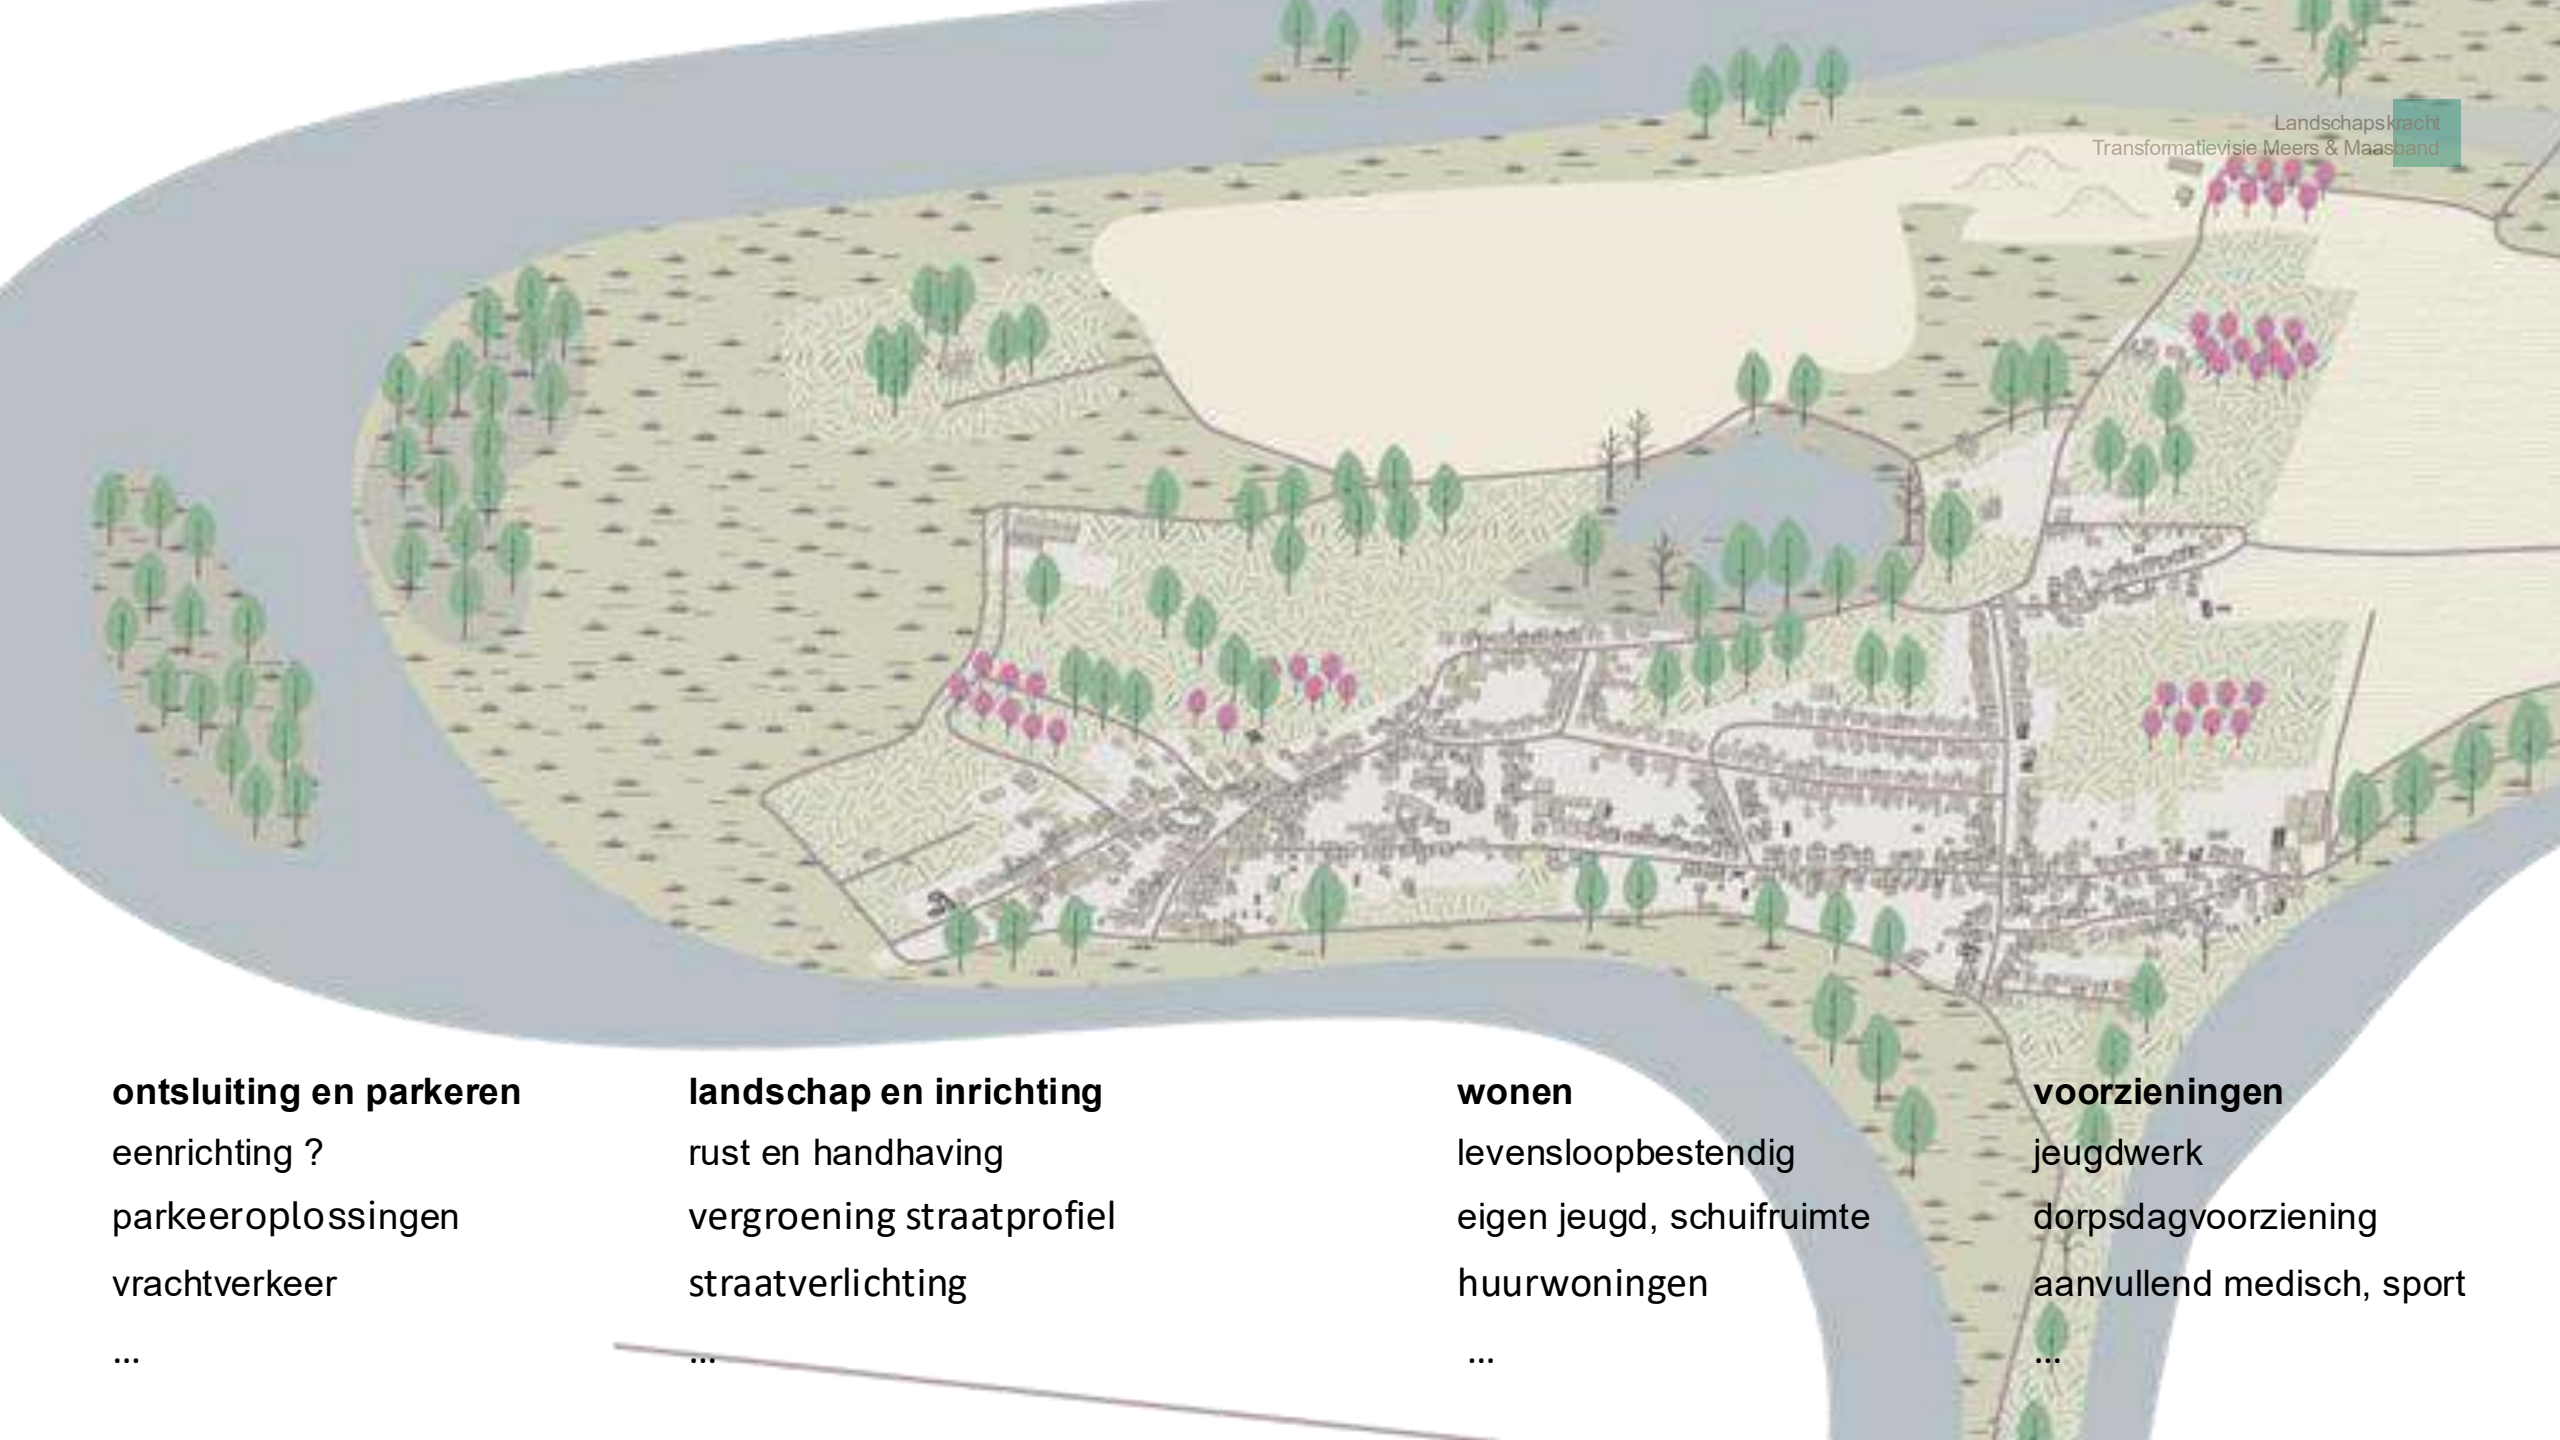 Landschapskracht
Transformatievisie Meers & Maasband
ontsluiting en parkeren
eenrichting ?
parkeeroplossingen
vrachtverkeer
...
landschap en inrichting
rust en handhaving
vergroening straatprofiel
straatverlichting
...
wonen
levensloopbestendig
eigen jeugd, schuifruimte
huurwoningen
...
voorzieningen
jeugdwerk
dorpsdagvoorziening
aanvullend medisch, sport
...